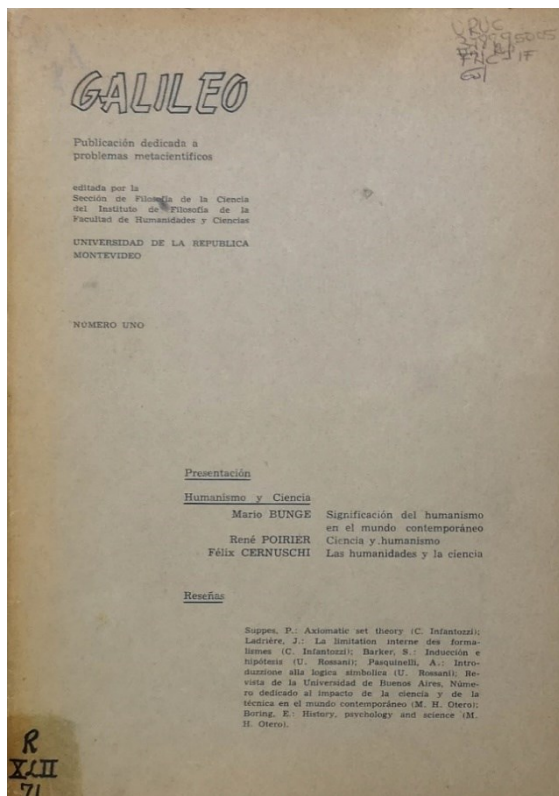 URUG
GALILEO
Publicación dedicada a
problemas metacientíficos
editada por la
Sección de Filosofía de la Ciencia
del Instituto de Filosofía de la
Facultad de Humanidades y Ciencias
UNIVERSIDAD DE LA REPUBLICA
MONTEVIDEO
NUMERO UNO
Presentación
Humanismo y Ciencia
Mario BUNGE Significación del humanismo
en el mundo contemporáneo
René POIRIER Ciencia y humanismo
Félix CERNUSCHI Las humanidades y la ciencia
Reseñas
Suppes, P.: Axiomatic set theory (C. Infantozzi);
Ladrière, J.: La limitation interne des forma-
lismes (C. Infantozzi); Barker, S.: Inducción e
hipótesis (U. Rossani); Pasquinelli, A.: Intro-
duzzione alla logica simbolica (U. Rossani); Re-
vista de la Universidad de Buenos Aires, Núme-
ro dedicado al impacto de la ciencia y de la
técnica en el mundo contemporáneo (M. H. Otero);
Boring, E.: History, psychology and science (M.
H. Otero).
R
XLII
71